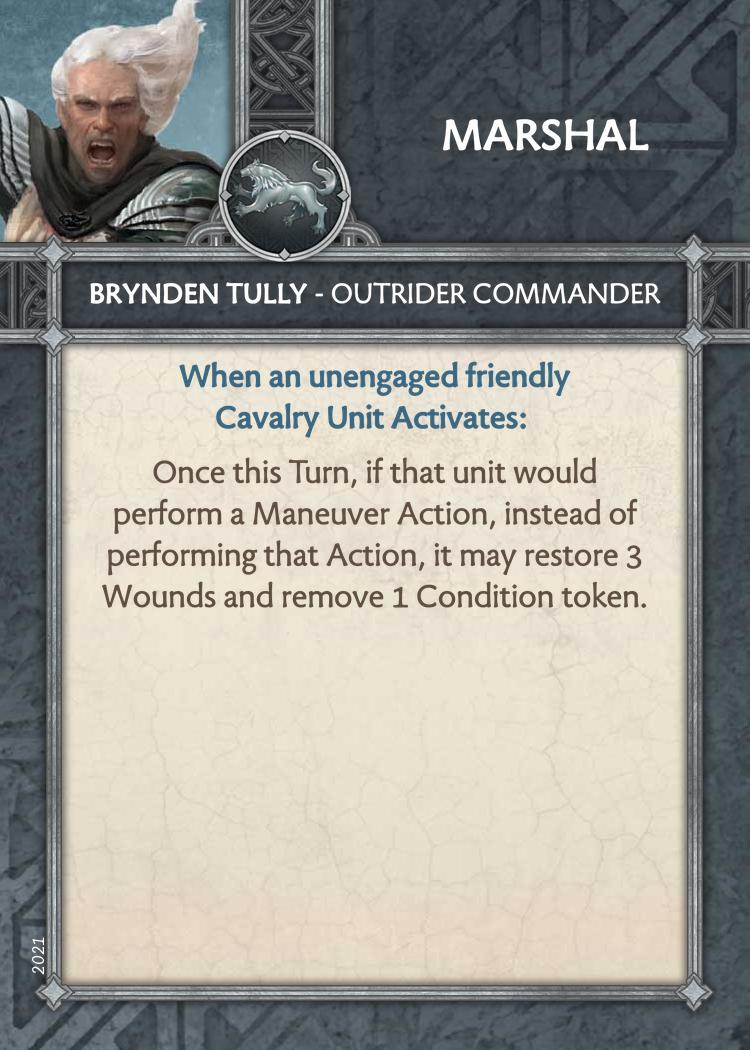 MARSHAL
BRYNDEN TULLY - OUTRIDER COMMANDER
When an unengaged friendly
Cavalry Unit Activates:
Once this Turn, if that unit would
perform a Maneuver Action, instead of
performing that Action, it may restore 3
Wounds and remove 1 Condition token.
2021